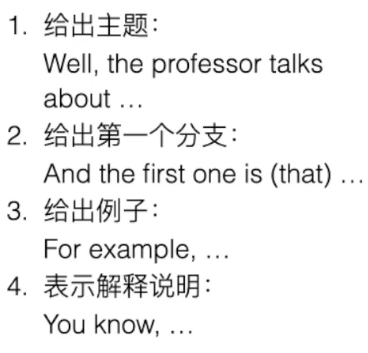 1. 给出主题：
Well, the professor talks
about …
2. 给出第一个分支：
And the first one is (that) …
3. 给出例子：
For example, …
4. 表示解释说明：
You know, …